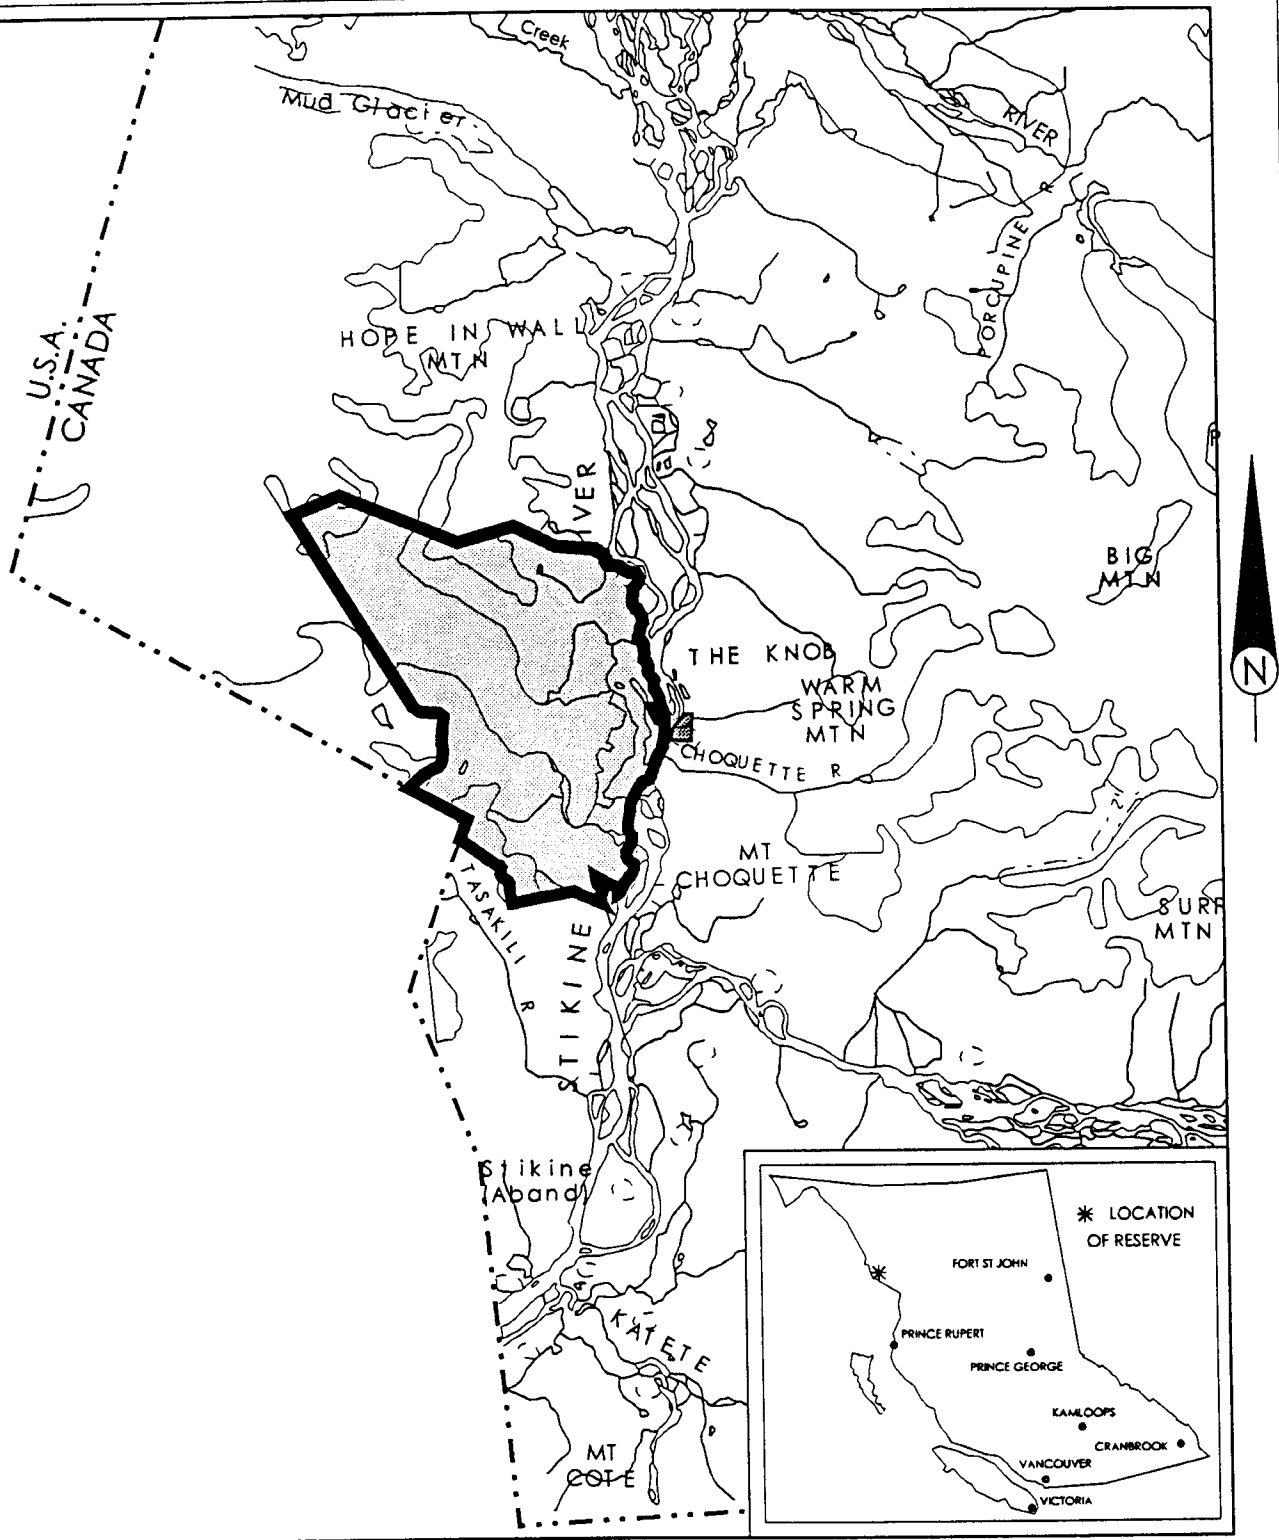 Creek
Mud Glacier
RIVER
PORCUPINE R
U.S.A.
CANADA
HOPE IN WALL
MTN
IVER
BIG
MTN
N
THE KNOB
WARM
SPRING
MTN
CHOQUETTE R
MT
CHOQUETTE
SURF
MTN
TASAKILI R
STIKINE
Stikine
(Aband)
KATETE
MT
COTE
LOCATION
OF RESERVE
FORT ST JOHN
PRINCE RUPERT
PRINCE GEORGE
KAMLOOPS
CRANBROOK
VANCOUVER
VICTORIA